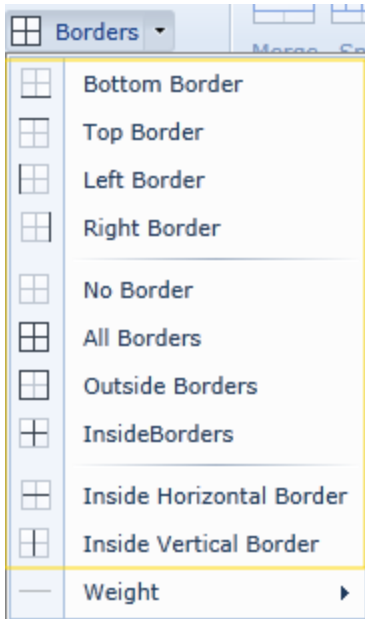 Borders
Bottom Border
Top Border
Left Border
Right Border
No Border
All Borders
Outside Borders
InsideBorders
Inside Horizontal Border
Inside Vertical Border
Weight